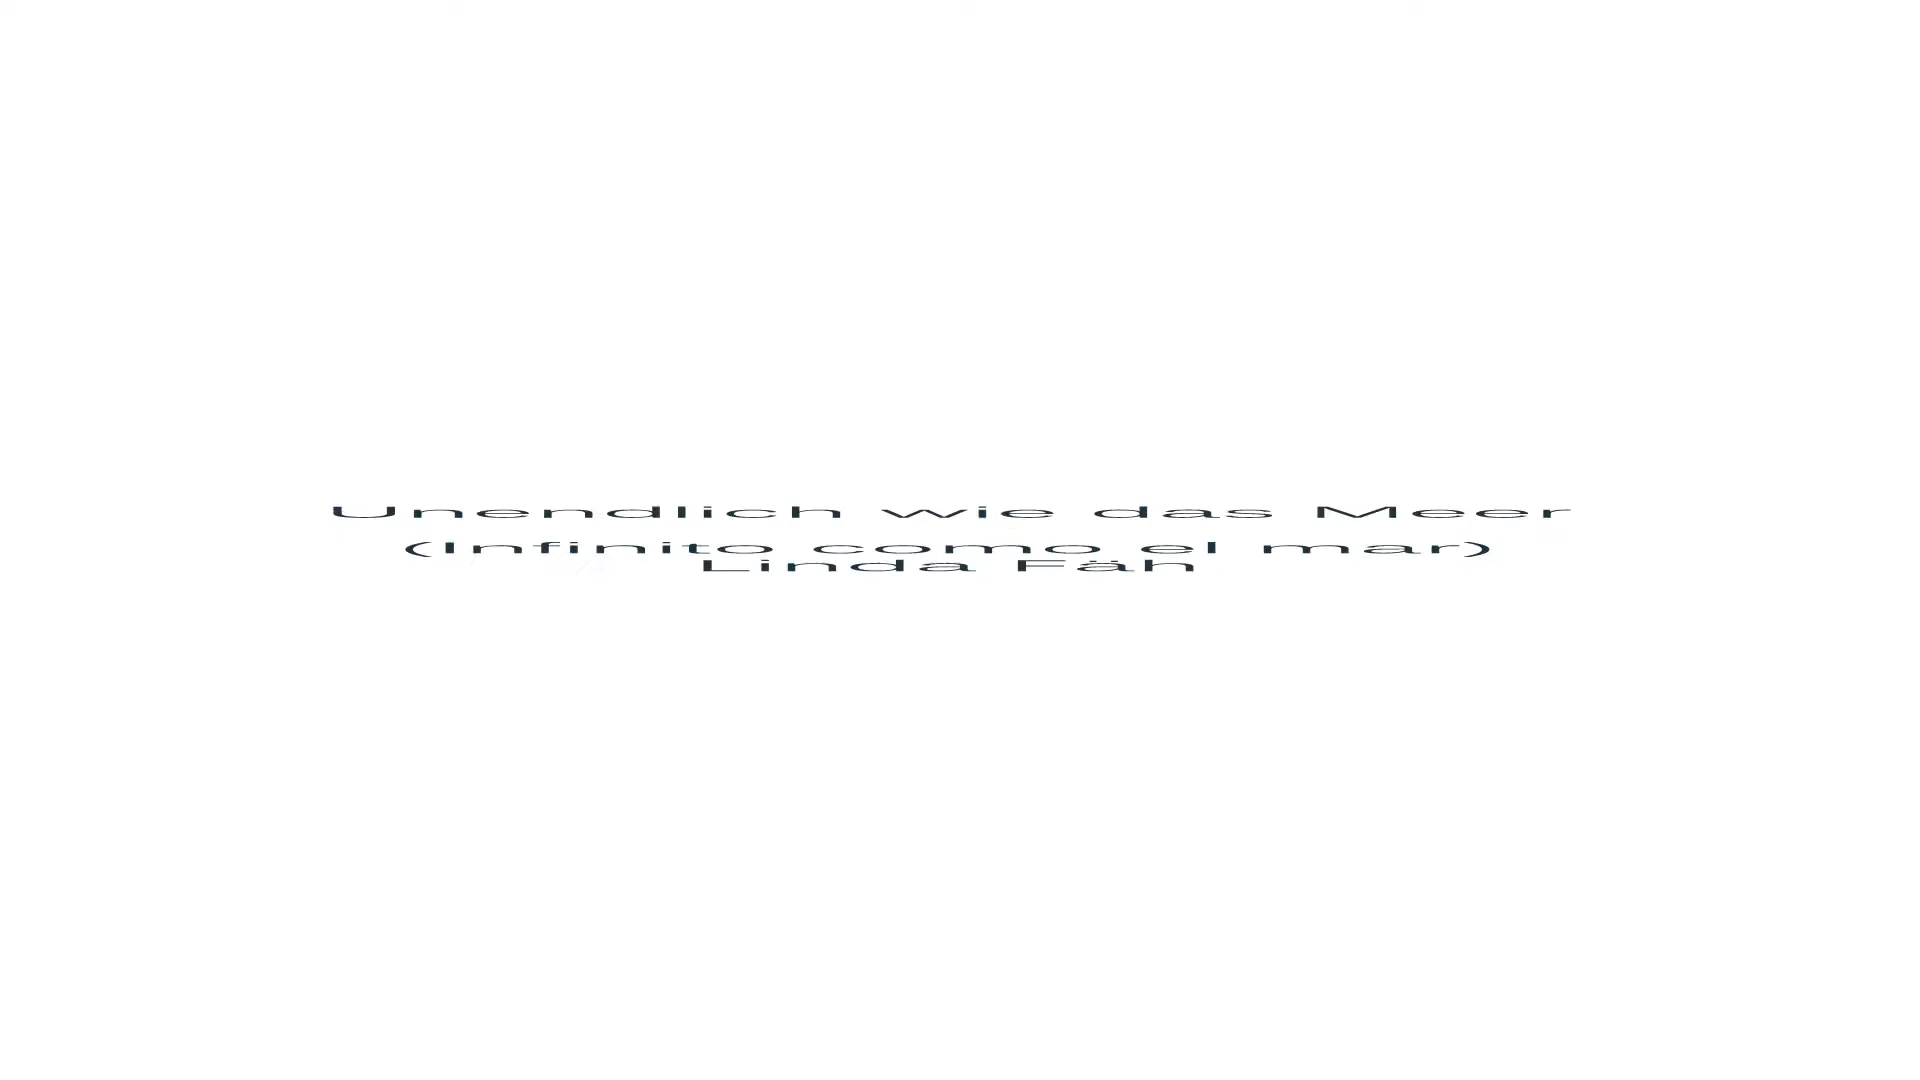 Unendlich wie das Meer
(Infinito como el mar)
Linda Fäh